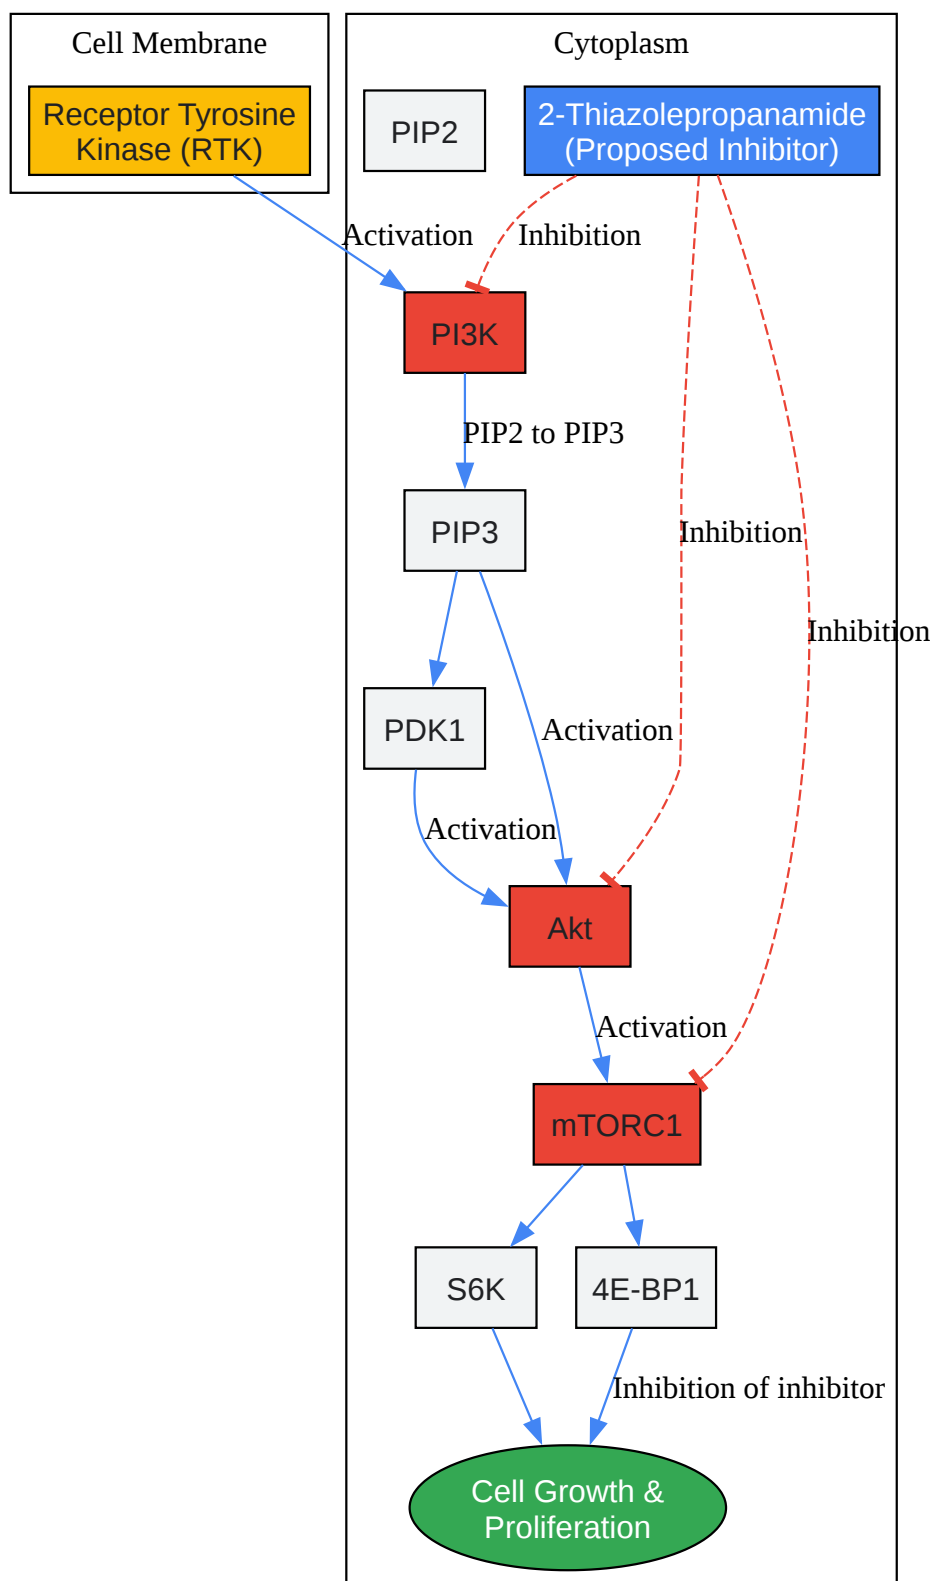 Cell Membrane
Cytoplasm
Receptor Tyrosine
Kinase (RTK)
PIP2
2-Thiazolepropanamide
(Proposed Inhibitor)
Activation
Inhibition
PI3K
PIP2 to PIP3
PIP3
Inhibition
Inhibition
PDK1
Activation
Activation
Akt
Activation
mTORC1
S6K
4E-BP1
Inhibition of inhibitor
Cell Growth &
Proliferation